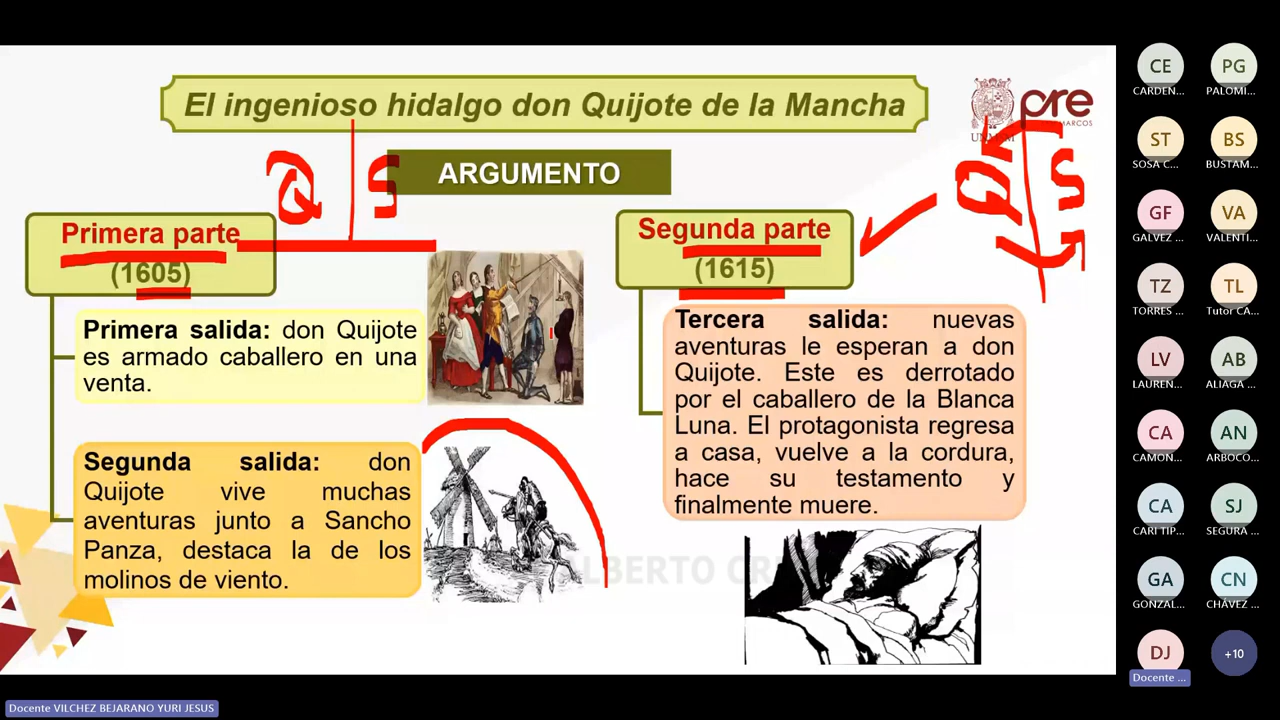 El ingenioso hidalgo don Quijote de la Mancha
pre
ARGUMENTO
Q S
Q S
Primera parte
(1605)
Primera salida: don Quijote
es armado caballero en una
venta.
Segunda salida: don
Quijote vive muchas
aventuras junto a Sancho
Panza, destaca la de los
molinos de viento.
Segunda parte
(1615)
Tercera salida: nuevas
aventuras le esperan a don
Quijote. Este es derrotado
por el caballero de la Blanca
Luna. El protagonista regresa
a casa, vuelve a la cordura,
hace su testamento y
finalmente muere.
CE
CARDEN...
PG
PALOMI...
ST
SOSA C...
BS
BUSTAM...
GF
GALVEZ ...
VA
VALENTI...
TZ
TORRES ...
TL
Tutor CA...
LV
LAUREN...
AB
ALIAGA ...
CA
CAMON...
AN
ARBOCO...
CA
CARI TIP...
SJ
SEGURA ...
GA
GONZAL...
CN
CHÁVEZ ...
DJ
Docente ...
+10
Docente VILCHEZ BEJARANO YURI JESUS